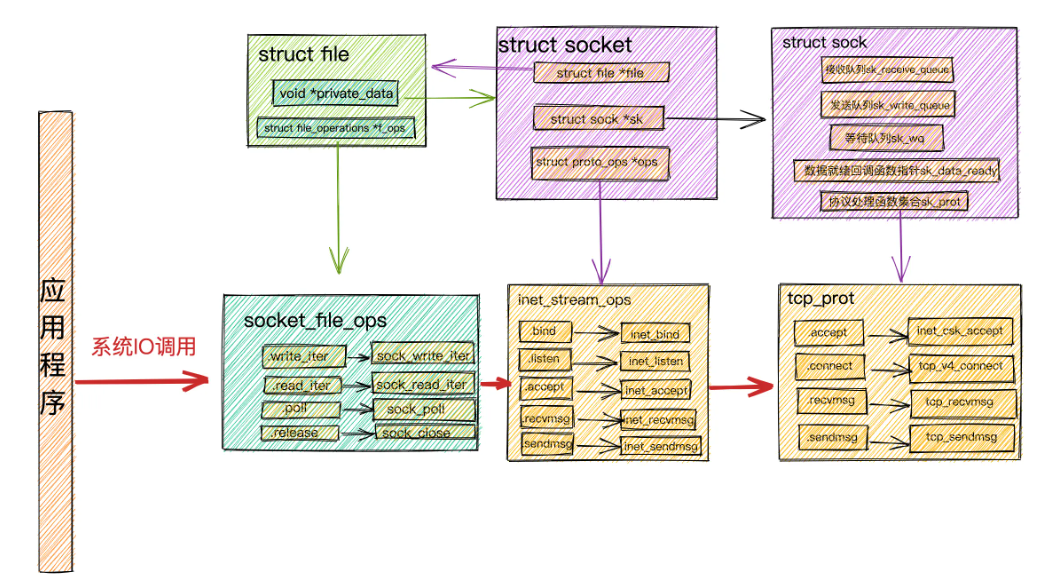 struct file
void *private_data
struct file_operations *f_ops
struct socket
struct file *file
struct sock *sk
struct proto_ops *ops
struct sock
接收队列sk_receive_queue
发送队列sk_write_queue
等待队列sk_wq
数据就绪回调函数指针sk_data_ready
协议处理函数集合sk_prot
应用程序
系统IO调用
socket_file_ops
.write_iter
sock_write_iter
.read_iter
sock_read_iter
.poll
sock_poll
.release
sock_close
inet_stream_ops
.bind
inet_bind
.listen
inet_listen
.accept
inet_accept
.recvmsg
inet_recvmsg
.sendmsg
inet_sendmsg
tcp_prot
.accept
inet_csk_accept
.connect
tcp_v4_connect
.recvmsg
tcp_recvmsg
.sendmsg
tcp_sendmsg